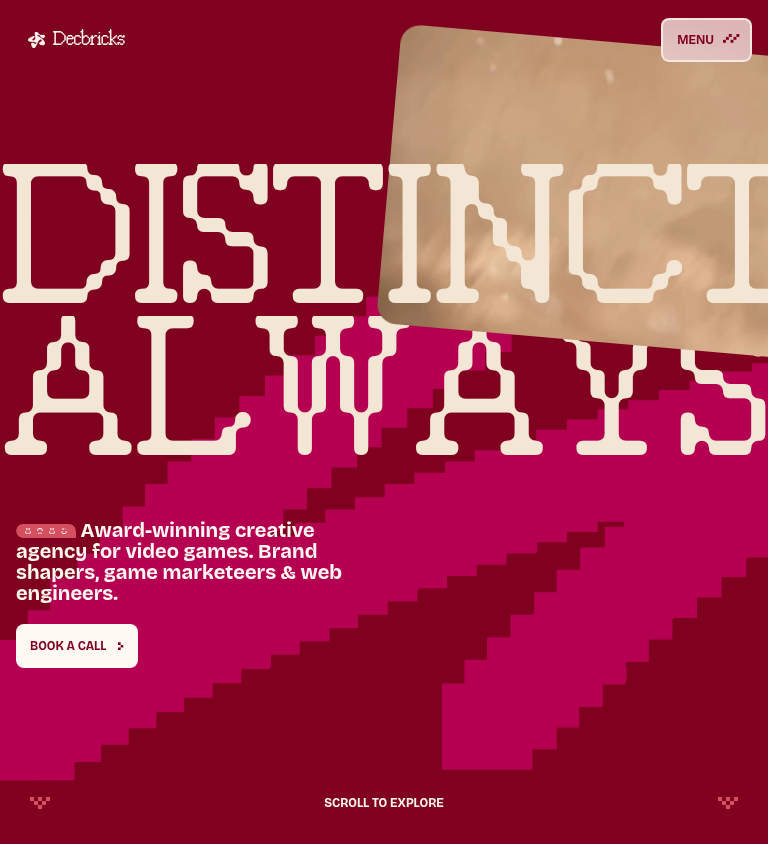 Decbricks
MENU
DISTINCT
ALWAYS
Award-winning creative
agency for video games. Brand
shapers, game marketeers & web
engineers.
BOOK A CALL
SCROLL TO EXPLORE